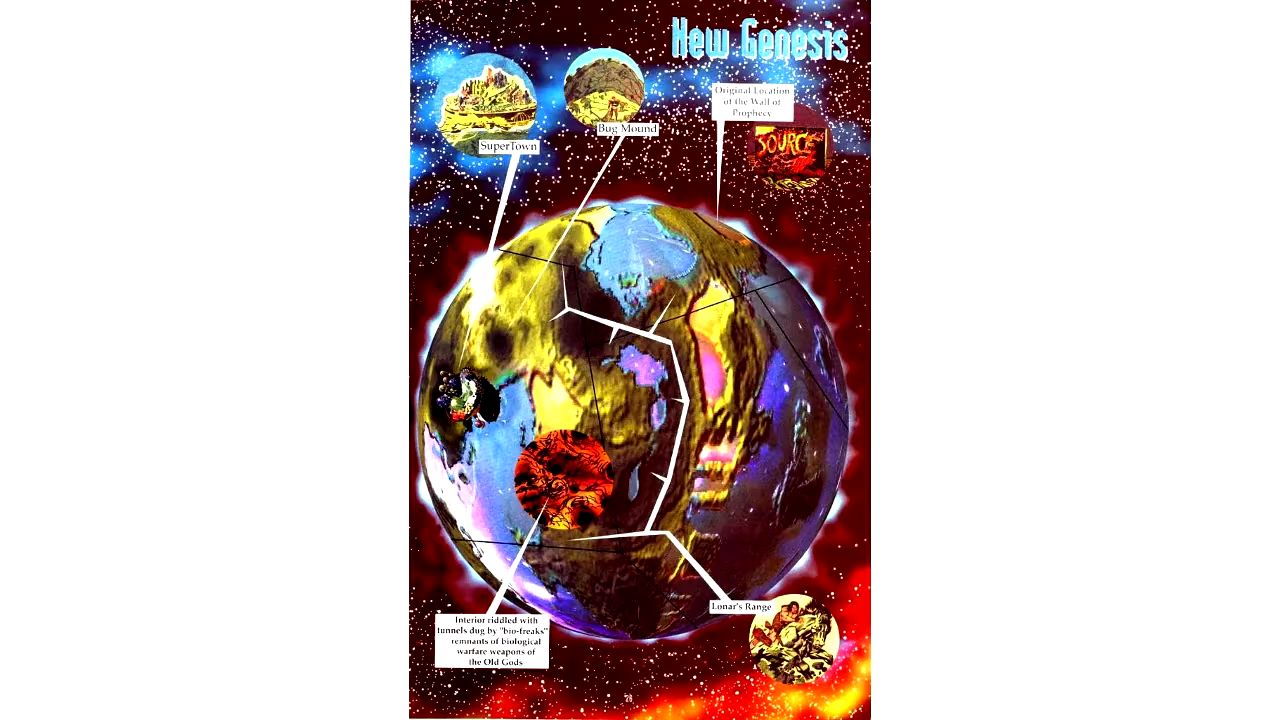 New Genesis
Original Location
of the Wall of
Prophecy
SOURCE
Bug Mound
SuperTown
Lonar's Range
Interior riddled with
tunnels dug by "bio-freaks"
remnants of biological
warfare weapons of
the Old Gods